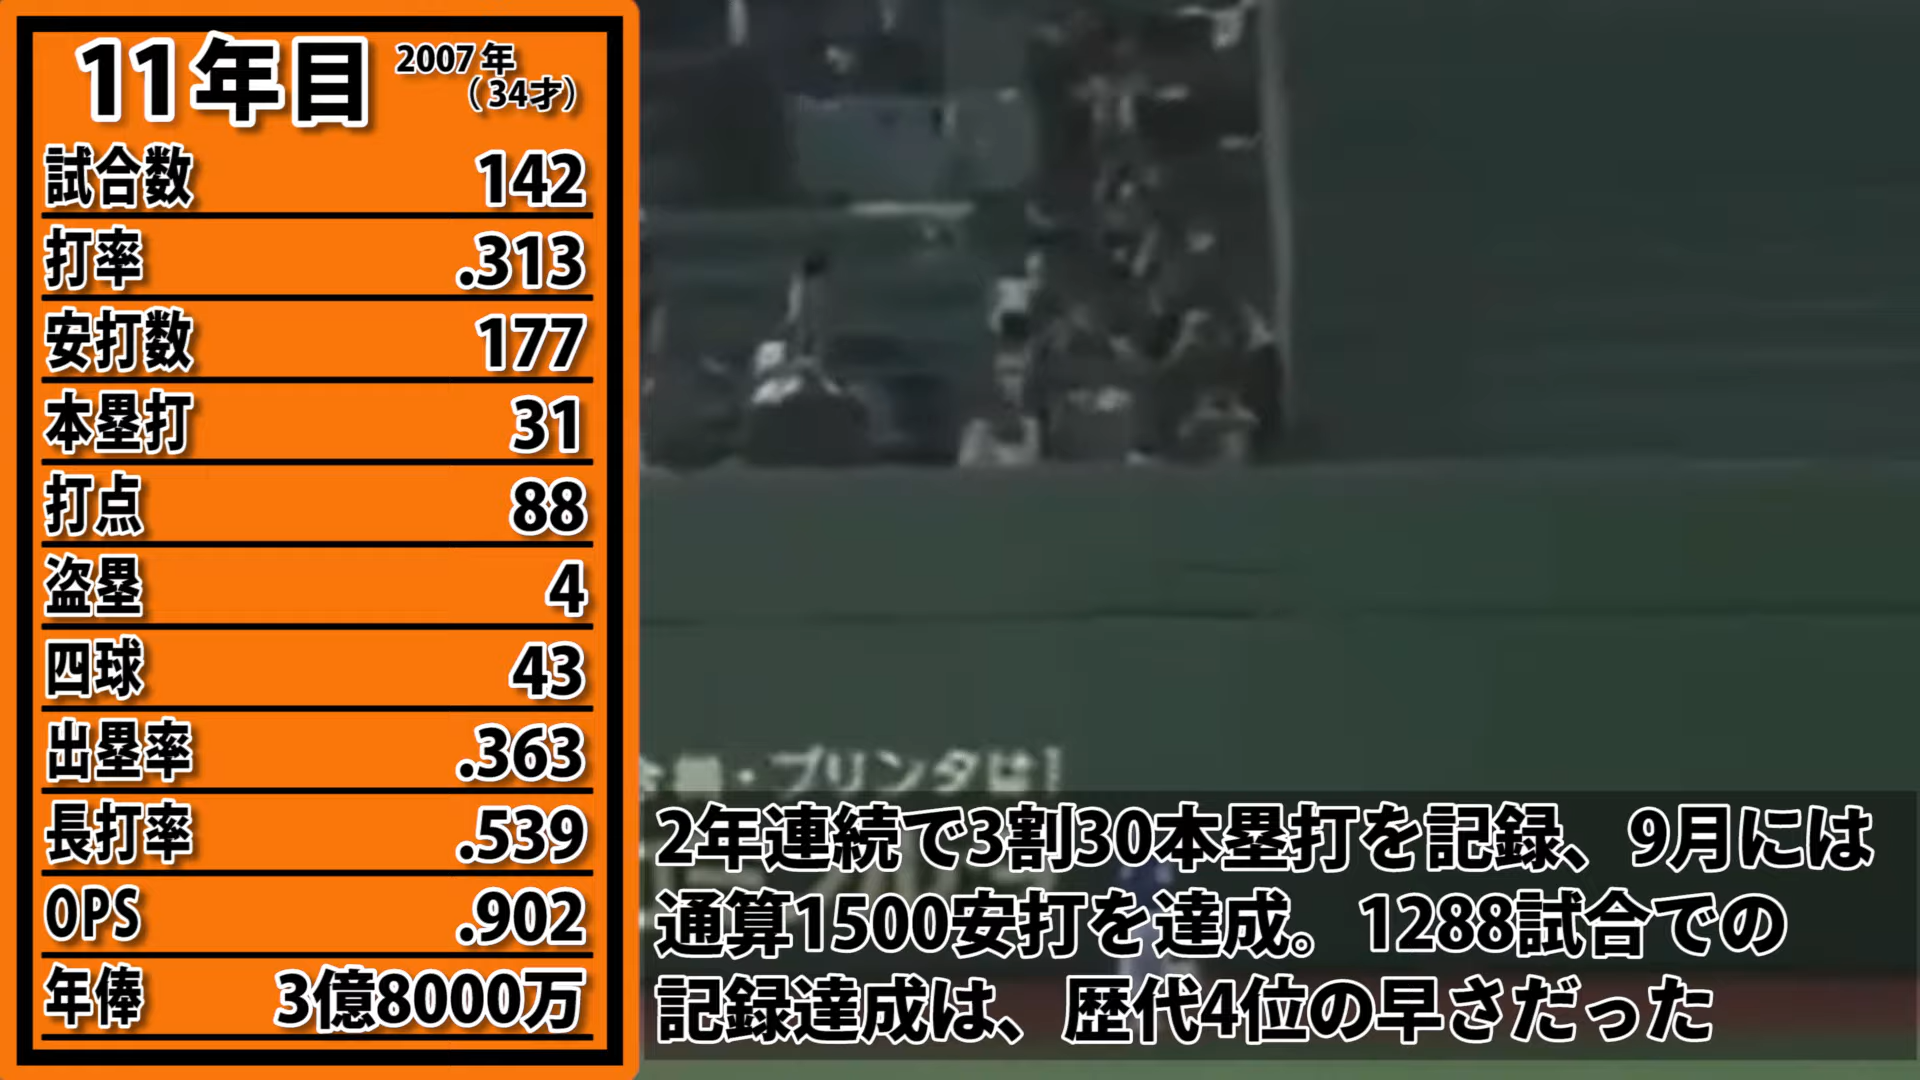 11年目 2007年
（34才）
試合数 142
打率 .313
安打数 177
本塁打 31
打点 88
盗塁 4
四球 43
出塁率 .363
長打率 .539
OPS .902
年俸 3億8000万
・プリンタは!
2年連続で3割30本塁打を記録、9月には
通算1500安打を達成。1288試合での
記録達成は、歴代4位の早さだった